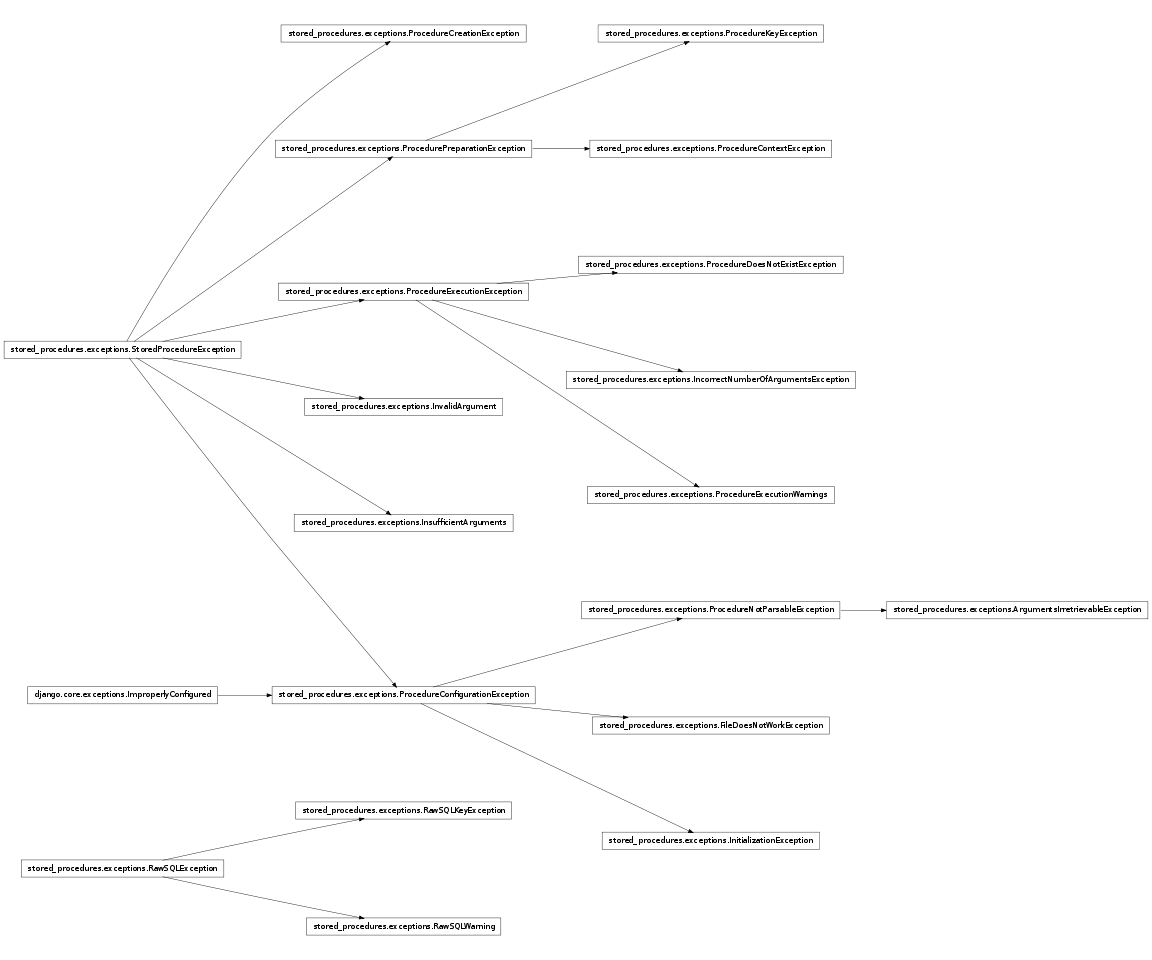 stored_procedures.exceptions.ProcedureCreationException
stored_procedures.exceptions.ProcedureKeyException
stored_procedures.exceptions.ProcedurePreparationException
stored_procedures.exceptions.ProcedureContextException
stored_procedures.exceptions.ProcedureDoesNotExistException
stored_procedures.exceptions.ProcedureExecutionException
stored_procedures.exceptions.StoredProcedureException
stored_procedures.exceptions.IncorrectNumberOfArgumentsException
stored_procedures.exceptions.InvalidArgument
stored_procedures.exceptions.ProcedureExecutionWarnings
stored_procedures.exceptions.InsufficientArguments
stored_procedures.exceptions.ProcedureNotParsableException
stored_procedures.exceptions.ArgumentsIrretrievableException
django.core.exceptions.ImproperlyConfigured
stored_procedures.exceptions.ProcedureConfigurationException
stored_procedures.exceptions.FileDoesNotWorkException
stored_procedures.exceptions.RawSQLKeyException
stored_procedures.exceptions.InitializationException
stored_procedures.exceptions.RawSQLException
stored_procedures.exceptions.RawSQLWarning